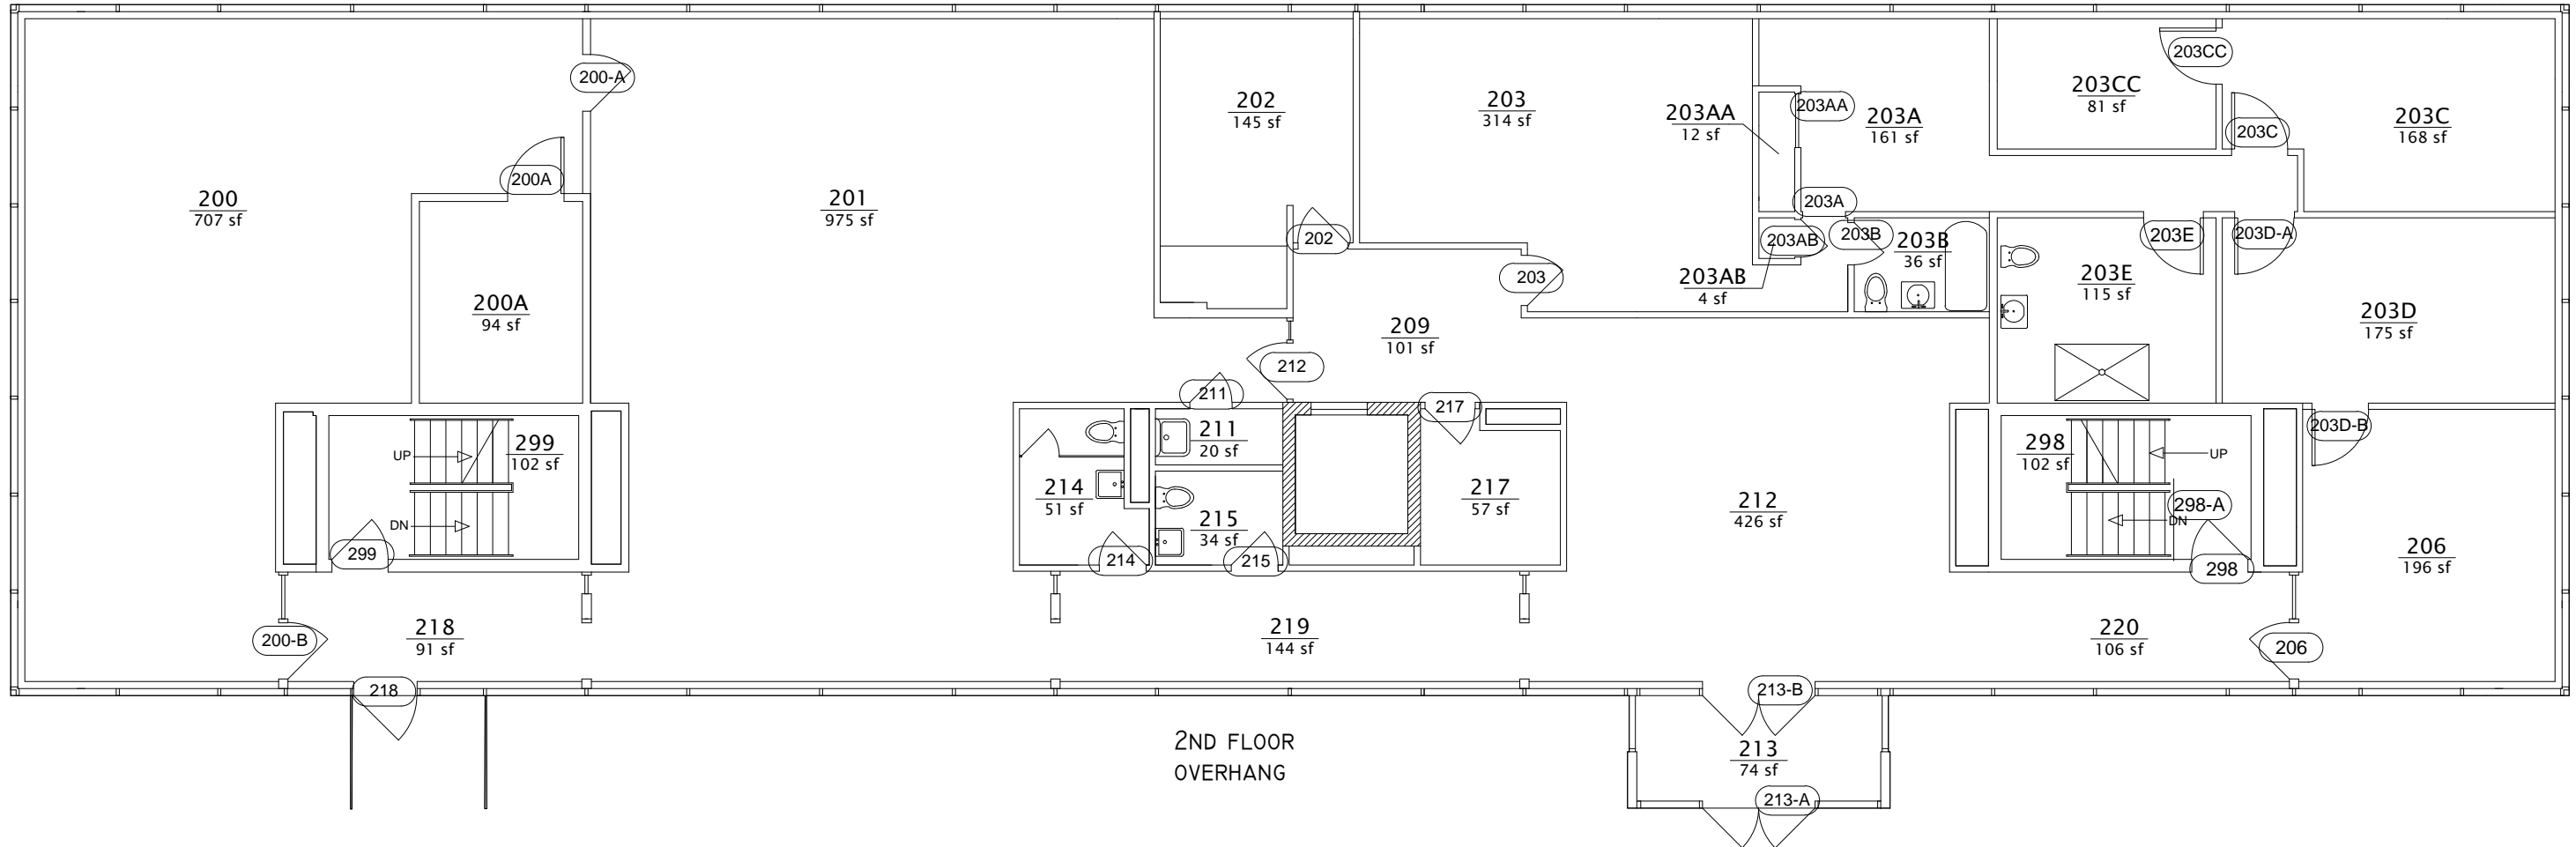 200-A
203CC
202
145 sf
203
314 sf
203AA
12 sf
203AA
203A
161 sf
203CC
81 sf
203C
203C
168 sf
200A
200
707 sf
201
975 sf
203A
202
203AB
203B
203B
36 sf
203E
203D-A
203
203AB
4 sf
203E
115 sf
200A
94 sf
209
101 sf
203D
175 sf
212
211
217
203D-B
299
102 sf
UP
211
20 sf
298
102 sf
UP
214
51 sf
217
57 sf
212
426 sf
298-A
DN
DN
215
34 sf
299
214
215
298
206
196 sf
200-B
218
91 sf
219
144 sf
220
106 sf
206
218
213-B
2ND FLOOR
OVERHANG
213
74 sf
213-A